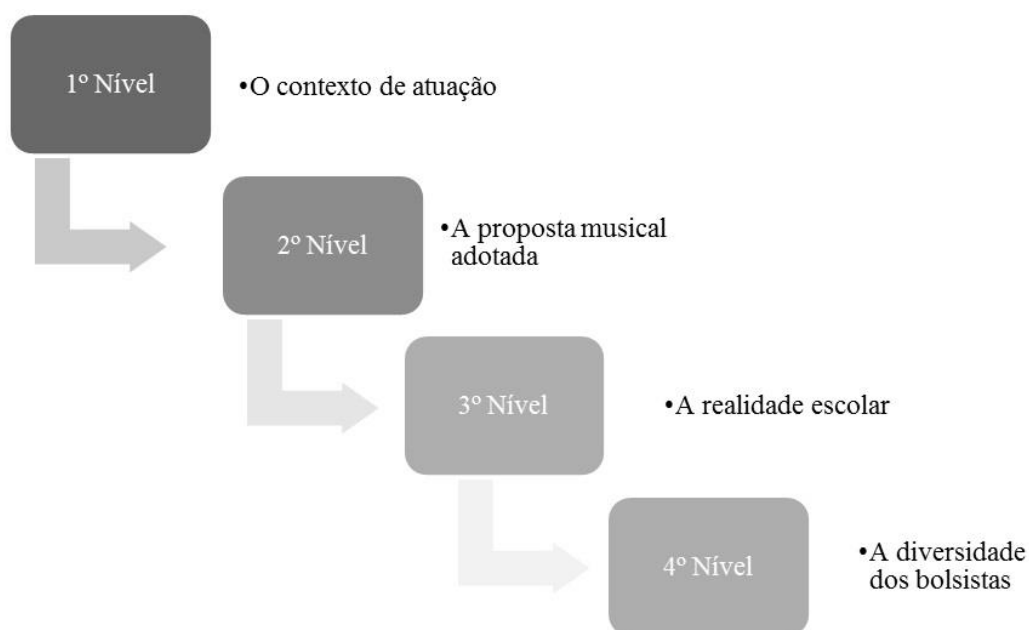 1º Nível
•O contexto de atuação
2º Nível
•A proposta musical
adotada
3º Nível
•A realidade escolar
4º Nível
•A diversidade
dos bolsistas